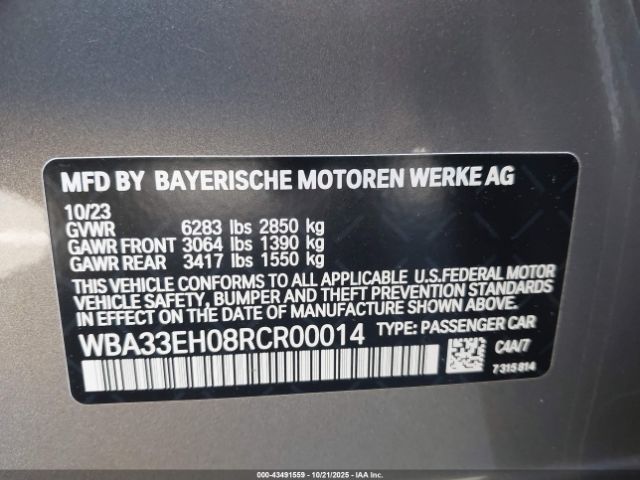 MFD BY BAYERISCHE MOTOREN WERKE AG
10/23
GVWR 6283 lbs 2850 kg
GAWR FRONT 3064 lbs 1390 kg
GAWR REAR 3417 lbs 1550 kg
THIS VEHICLE CONFORMS TO ALL APPLICABLE U.S.FEDERAL MOTOR
VEHICLE SAFETY, BUMPER AND THEFT PREVENTION STANDARDS
IN EFFECT ON THE DATE OF MANUFACTURE SHOWN ABOVE.
WBA33EH08RCR00014 TYPE: PASSENGER CAR
C4A/7
7315814
000-43491559 - 10/21/2025 - IAA Inc.